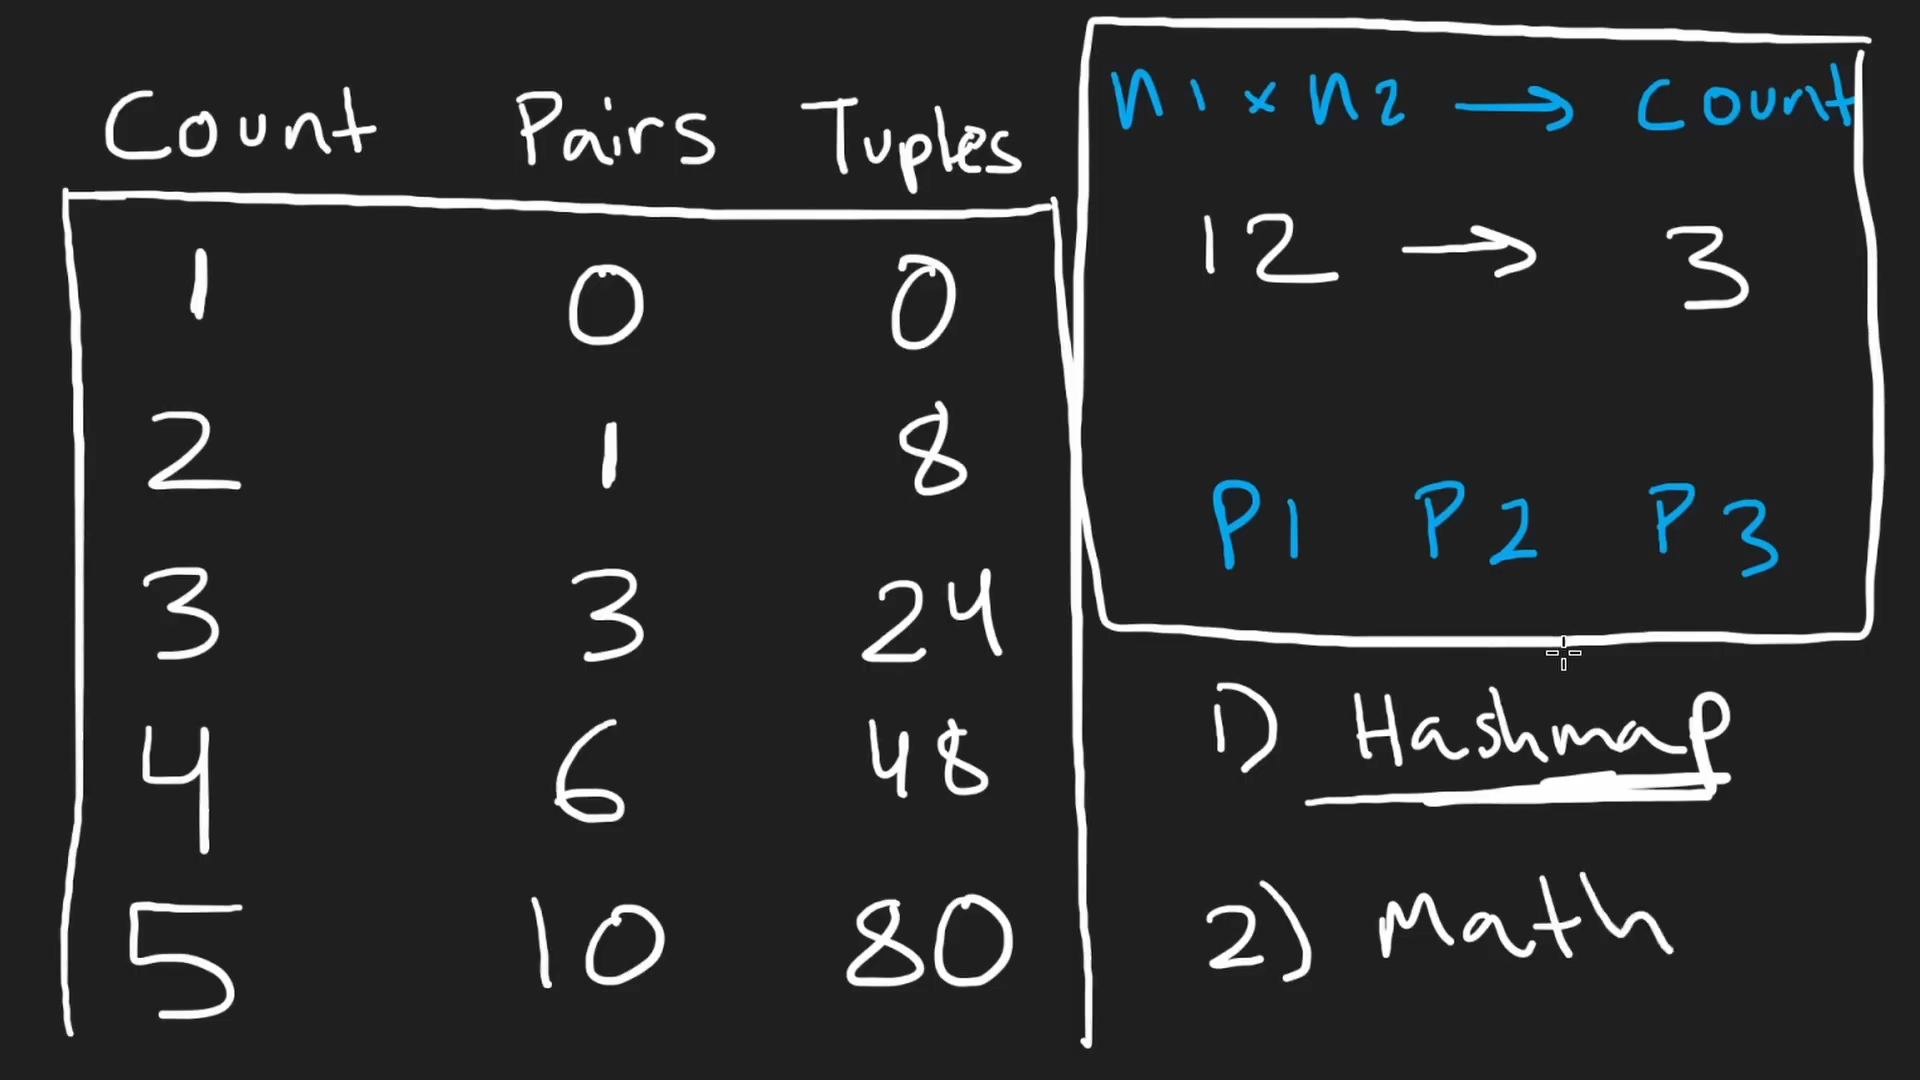 Count Pairs Tuples
1 0 0
2 1 8
3 3 24
4 6 48
5 10 80
n1 x n2 → Count
12 → 3
P1 P2 P3
1) Hashmap
2) Math